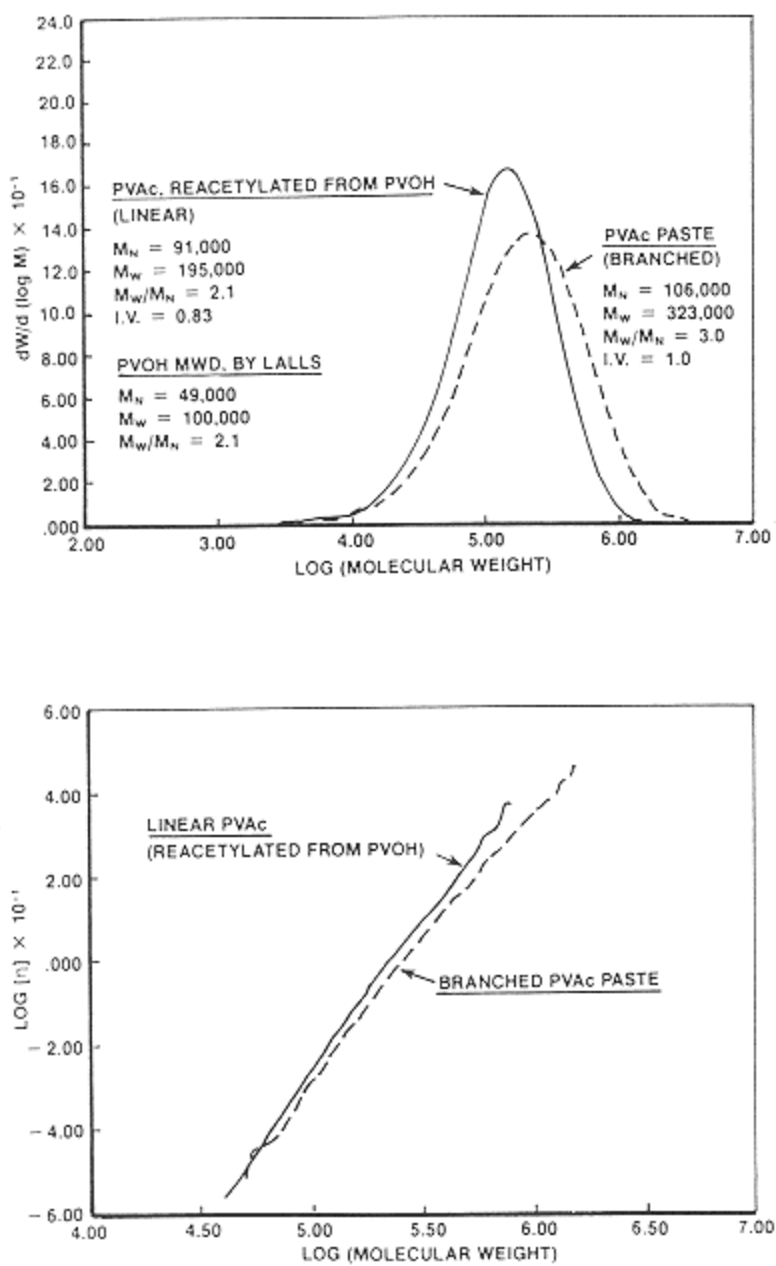 24.0
22.0
20.0
18.0
16.0
14.0
12.0
10.0
8.00
6.00
4.00
2.00
.000
dW/d (log M) × 10⁻¹
PVAc, REACETYLATED FROM PVOH
(LINEAR)
M_N = 91,000
M_W = 195,000
M_W/M_N = 2.1
I.V. = 0.83
PVOH MWD, BY LALLS
M_N = 49,000
M_W = 100,000
M_W/M_N = 2.1
PVAc PASTE
(BRANCHED)
M_N = 106,000
M_W = 323,000
M_W/M_N = 3.0
I.V. = 1.0
2.00 3.00 4.00 5.00 6.00 7.00
LOG (MOLECULAR WEIGHT)
6.00
4.00
2.00
.000
− 2.00
− 4.00
− 6.00
LOG [η] × 10⁻¹
LINEAR PVAc
(REACETYLATED FROM PVOH)
BRANCHED PVAc PASTE
4.00 4.50 5.00 5.50 6.00 6.50 7.00
LOG (MOLECULAR WEIGHT)